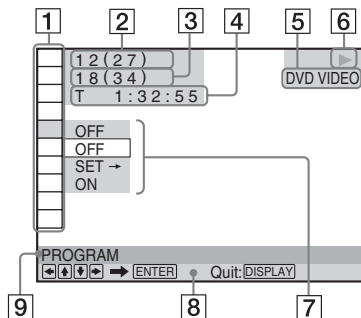 1 2 3 4 5 6
12(27)
18(34)
T 1:32:55
DVD VIDEO
OFF
OFF
SET →
ON
PROGRAM
←↑↓→ → ENTER Quit: DISPLAY
9 8 7